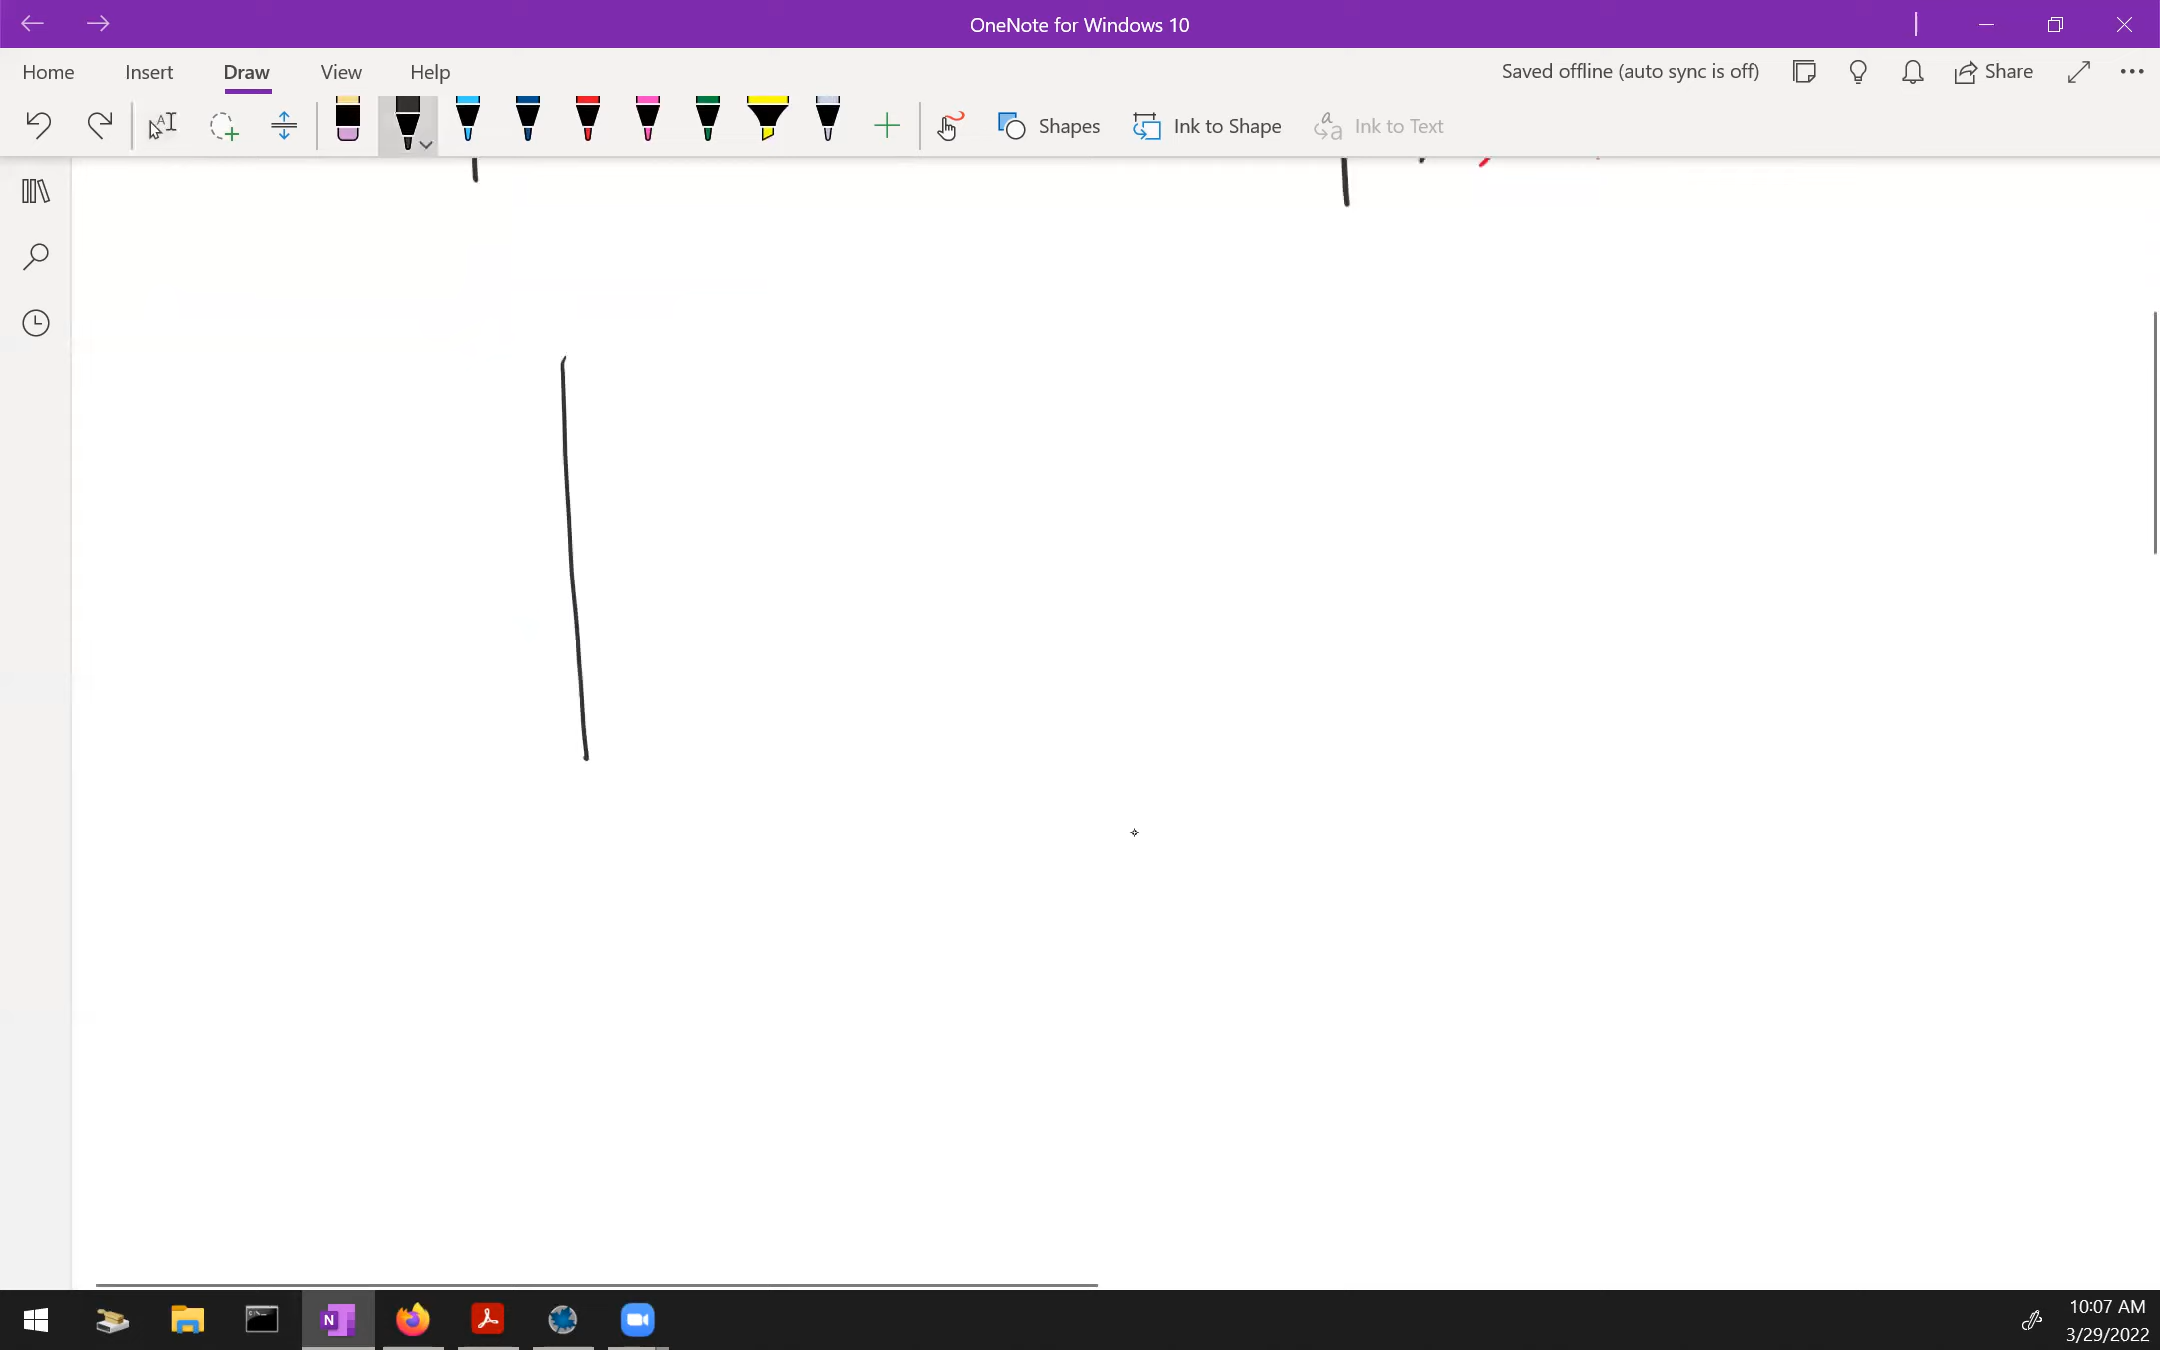 OneNote for Windows 10
Home Insert Draw View Help Saved offline (auto sync is off) Share
Shapes Ink to Shape Ink to Text
10:07 AM
3/29/2022